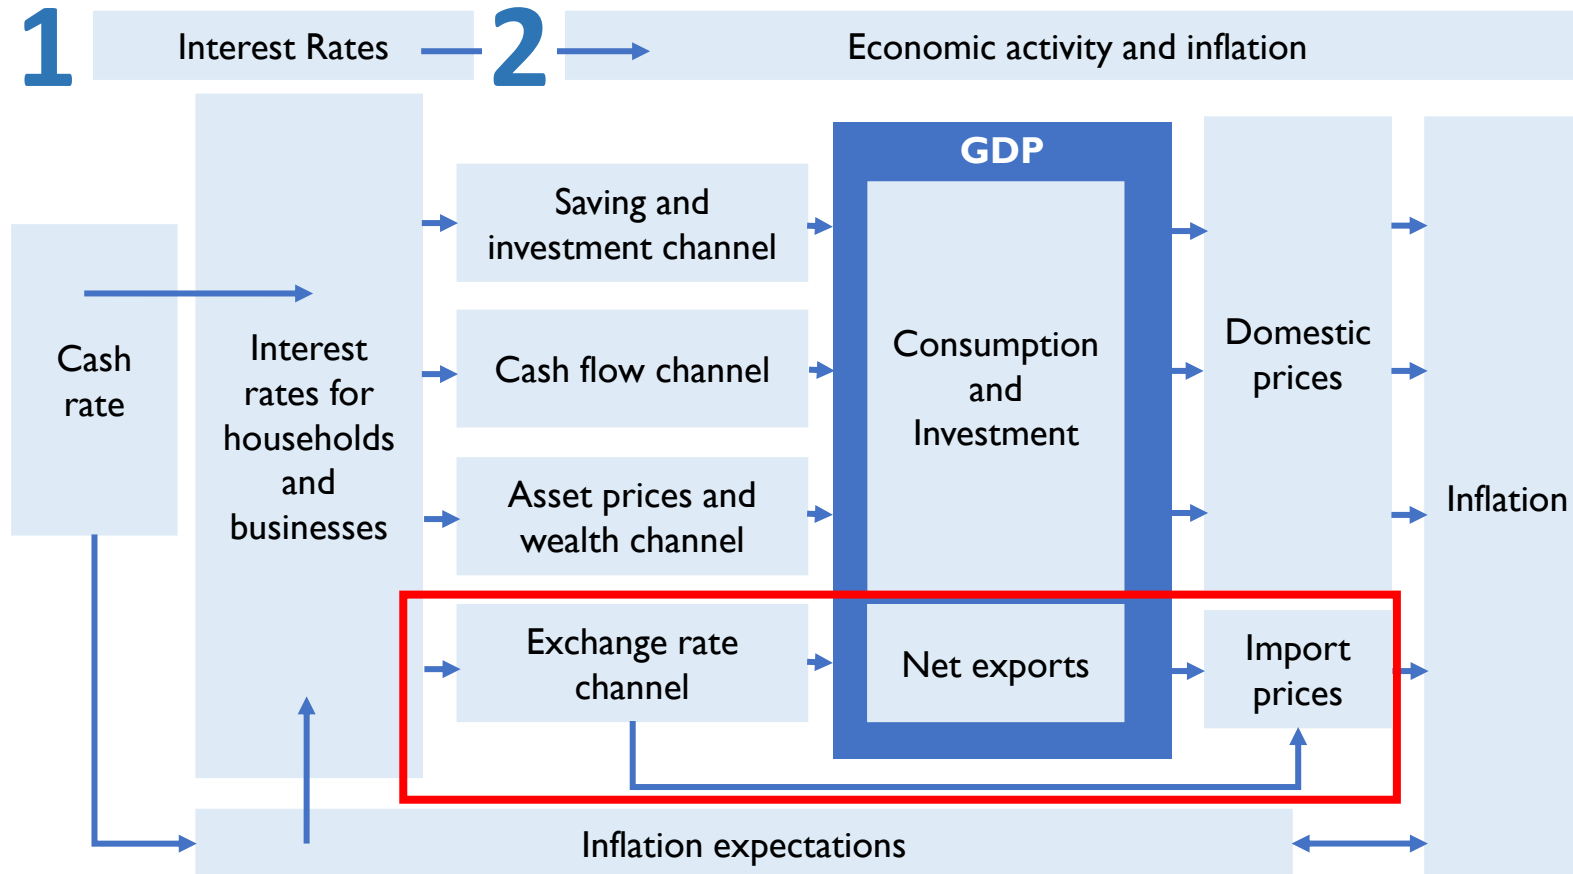 1
Interest Rates
2
Economic activity and inflation
Cash
rate
Interest
rates for
households
and
businesses
Saving and
investment channel
Cash flow channel
Asset prices and
wealth channel
Exchange rate
channel
GDP
Consumption
and
Investment
Net exports
Domestic
prices
Import
prices
Inflation
Inflation expectations